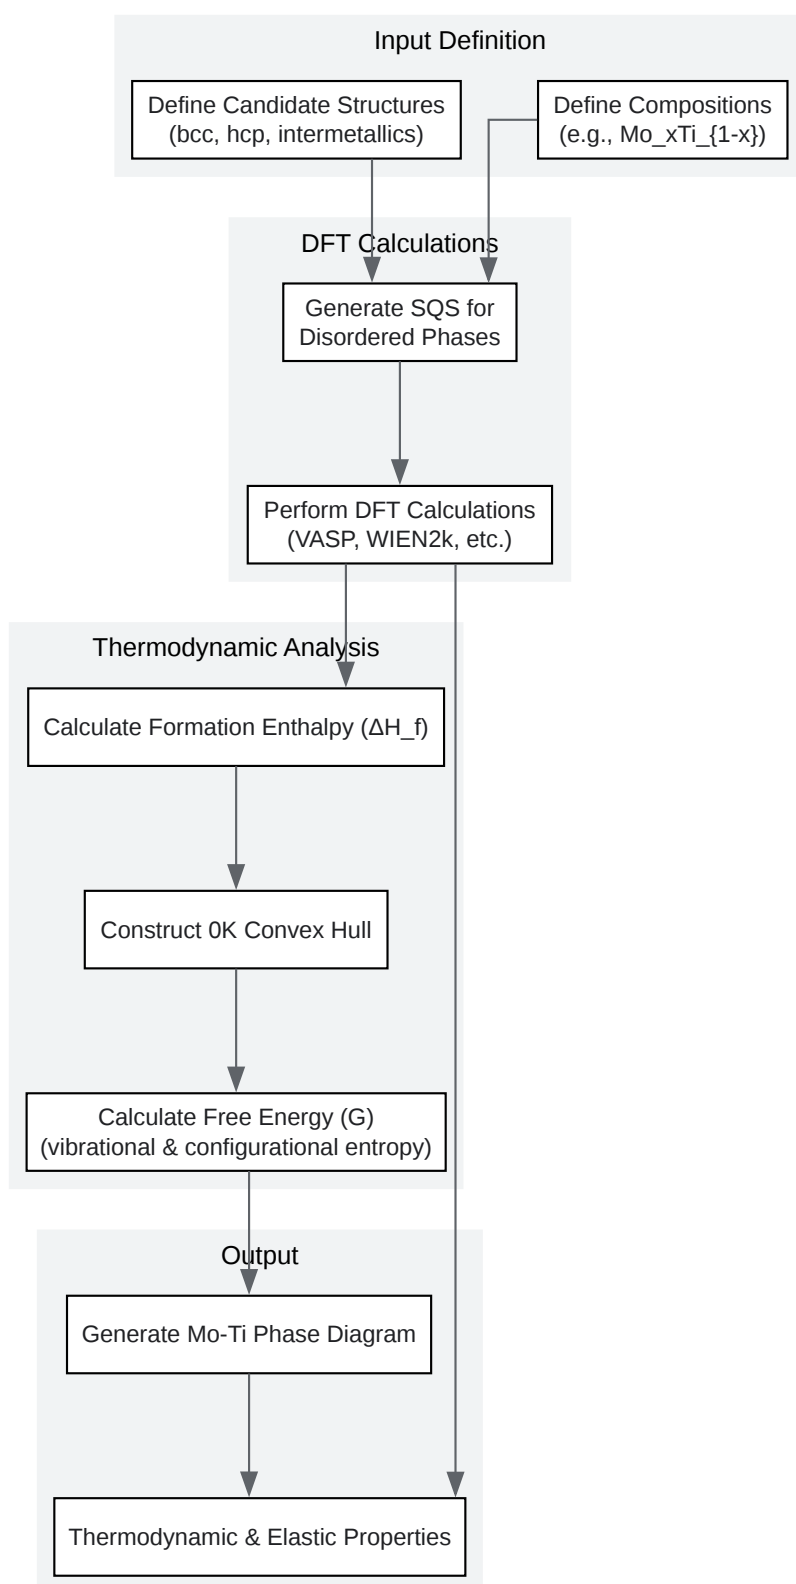 Input Definition
Define Candidate Structures
(bcc, hcp, intermetallics)
Define Compositions
(e.g., Mo_xTi_{1-x})
DFT Calculations
Generate SQS for
Disordered Phases
Perform DFT Calculations
(VASP, WIEN2k, etc.)
Thermodynamic Analysis
Calculate Formation Enthalpy (ΔH_f)
Construct 0K Convex Hull
Calculate Free Energy (G)
(vibrational & configurational entropy)
Output
Generate Mo-Ti Phase Diagram
Thermodynamic & Elastic Properties